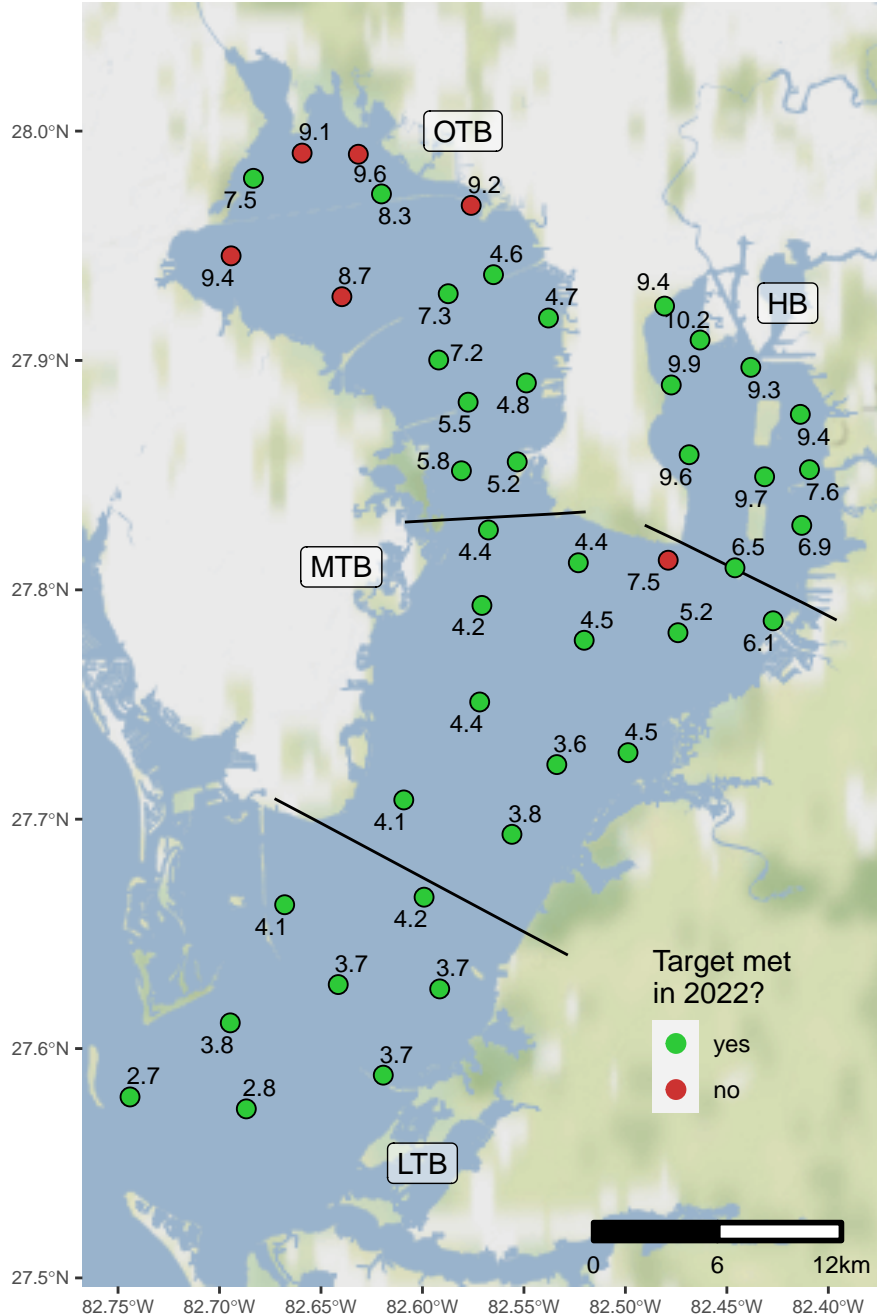 28.0°N
9.1
OTB
9.6
7.5
8.3
9.2
9.4
8.7
4.6
7.3
4.7
9.4
HB
10.2
27.9°N
7.2
9.9
9.3
4.8
5.5
9.4
5.8
5.2
9.6
9.7
7.6
6.9
4.4
4.4
MTB
7.5
6.5
27.8°N
4.2
4.5
5.2
6.1
4.4
3.6
4.5
27.7°N
4.1
3.8
4.1
4.2
3.7
3.7
Target met
in 2022?
3.8
27.6°N
yes
3.7
2.7
2.8
no
LTB
0 6 12km
27.5°N
82.75°W 82.70°W 82.65°W 82.60°W 82.55°W 82.50°W 82.45°W 82.40°W